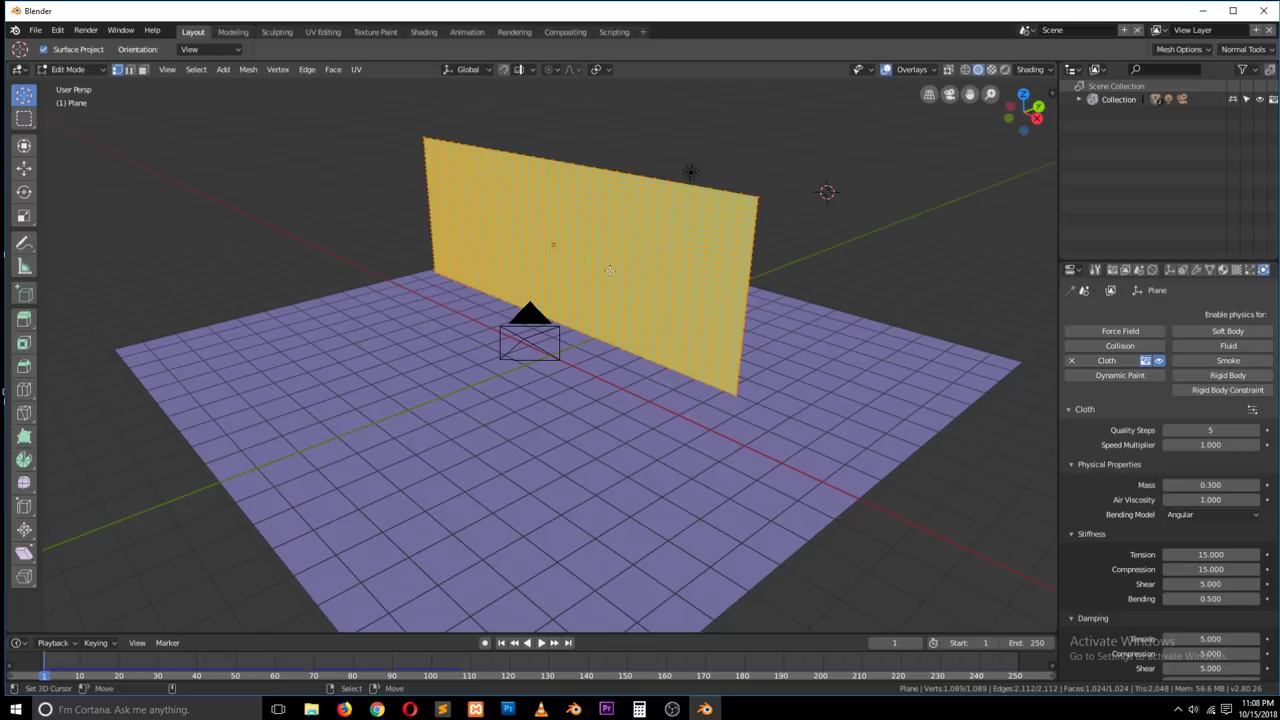 Blender
File Edit Render Window Help Layout Modeling Sculpting UV Editing Texture Paint Shading Animation Rendering Compositing Scripting + Scene View Layer
Surface Project Orientation: View Mesh Options Normal Tools
Edit Mode View Select Add Mesh Vertex Edge Face UV Global Overlays Shading
User Persp
(1) Plane
Z
Y
X
Scene Collection
Collection
Plane
Enable physics for:
Force Field Soft Body
Collision Fluid
Cloth Smoke
Dynamic Paint Rigid Body
Rigid Body Constraint
Cloth
Quality Steps 5
Speed Multiplier 1.000
Physical Properties
Mass 0.300
Air Viscosity 1.000
Bending Model Angular
Stiffness
Tension 15.000
Compression 15.000
Shear 5.000
Bending 0.500
Damping
Tension 5.000
Compression 5.000
Shear 5.000
Activate Windows
Go to Settings to activate Windows.
Playback Keying View Marker 1 Start: 1 End: 250
1 10 20 30 40 50 60 70 80 90 100 110 120 130 140 150 160 170 180 190 200 210 220 230 240 250
Set 3D Cursor Move Select Move Plane | Verts:1,089/1,089 | Edges:2,112/2,112 | Faces:1,024/1,024 | Tris:2,048 | Mem: 56.6 MB | v2.80.26
I'm Cortana. Ask me anything.
11:08 PM
10/15/2018